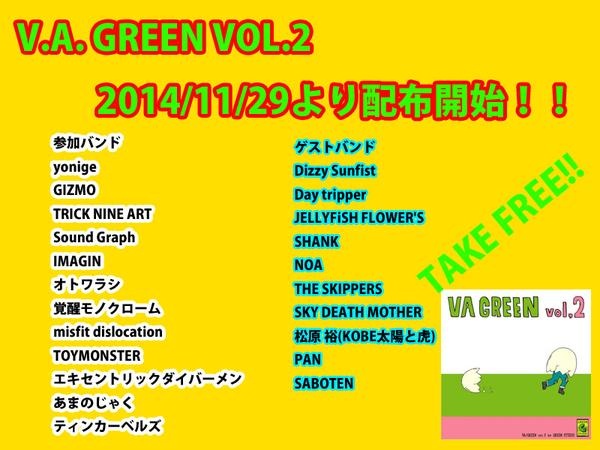 V.A. GREEN VOL.2
2014/11/29より配布開始！！
参加バンド
yonige
GIZMO
TRICK NINE ART
Sound Graph
IMAGIN
オトワラシ
覚醒モノクローム
misfit dislocation
TOYMONSTER
エキセントリックダイバーメン
あまのじゃく
ティンカーベルズ
ゲストバンド
Dizzy Sunfist
Day tripper
JELLYFiSH FLOWER'S
SHANK
NOA
THE SKIPPERS
SKY DEATH MOTHER
松原 裕(KOBE太陽と虎)
PAN
SABOTEN
TAKE FREE!!
VA GREEN vol.2